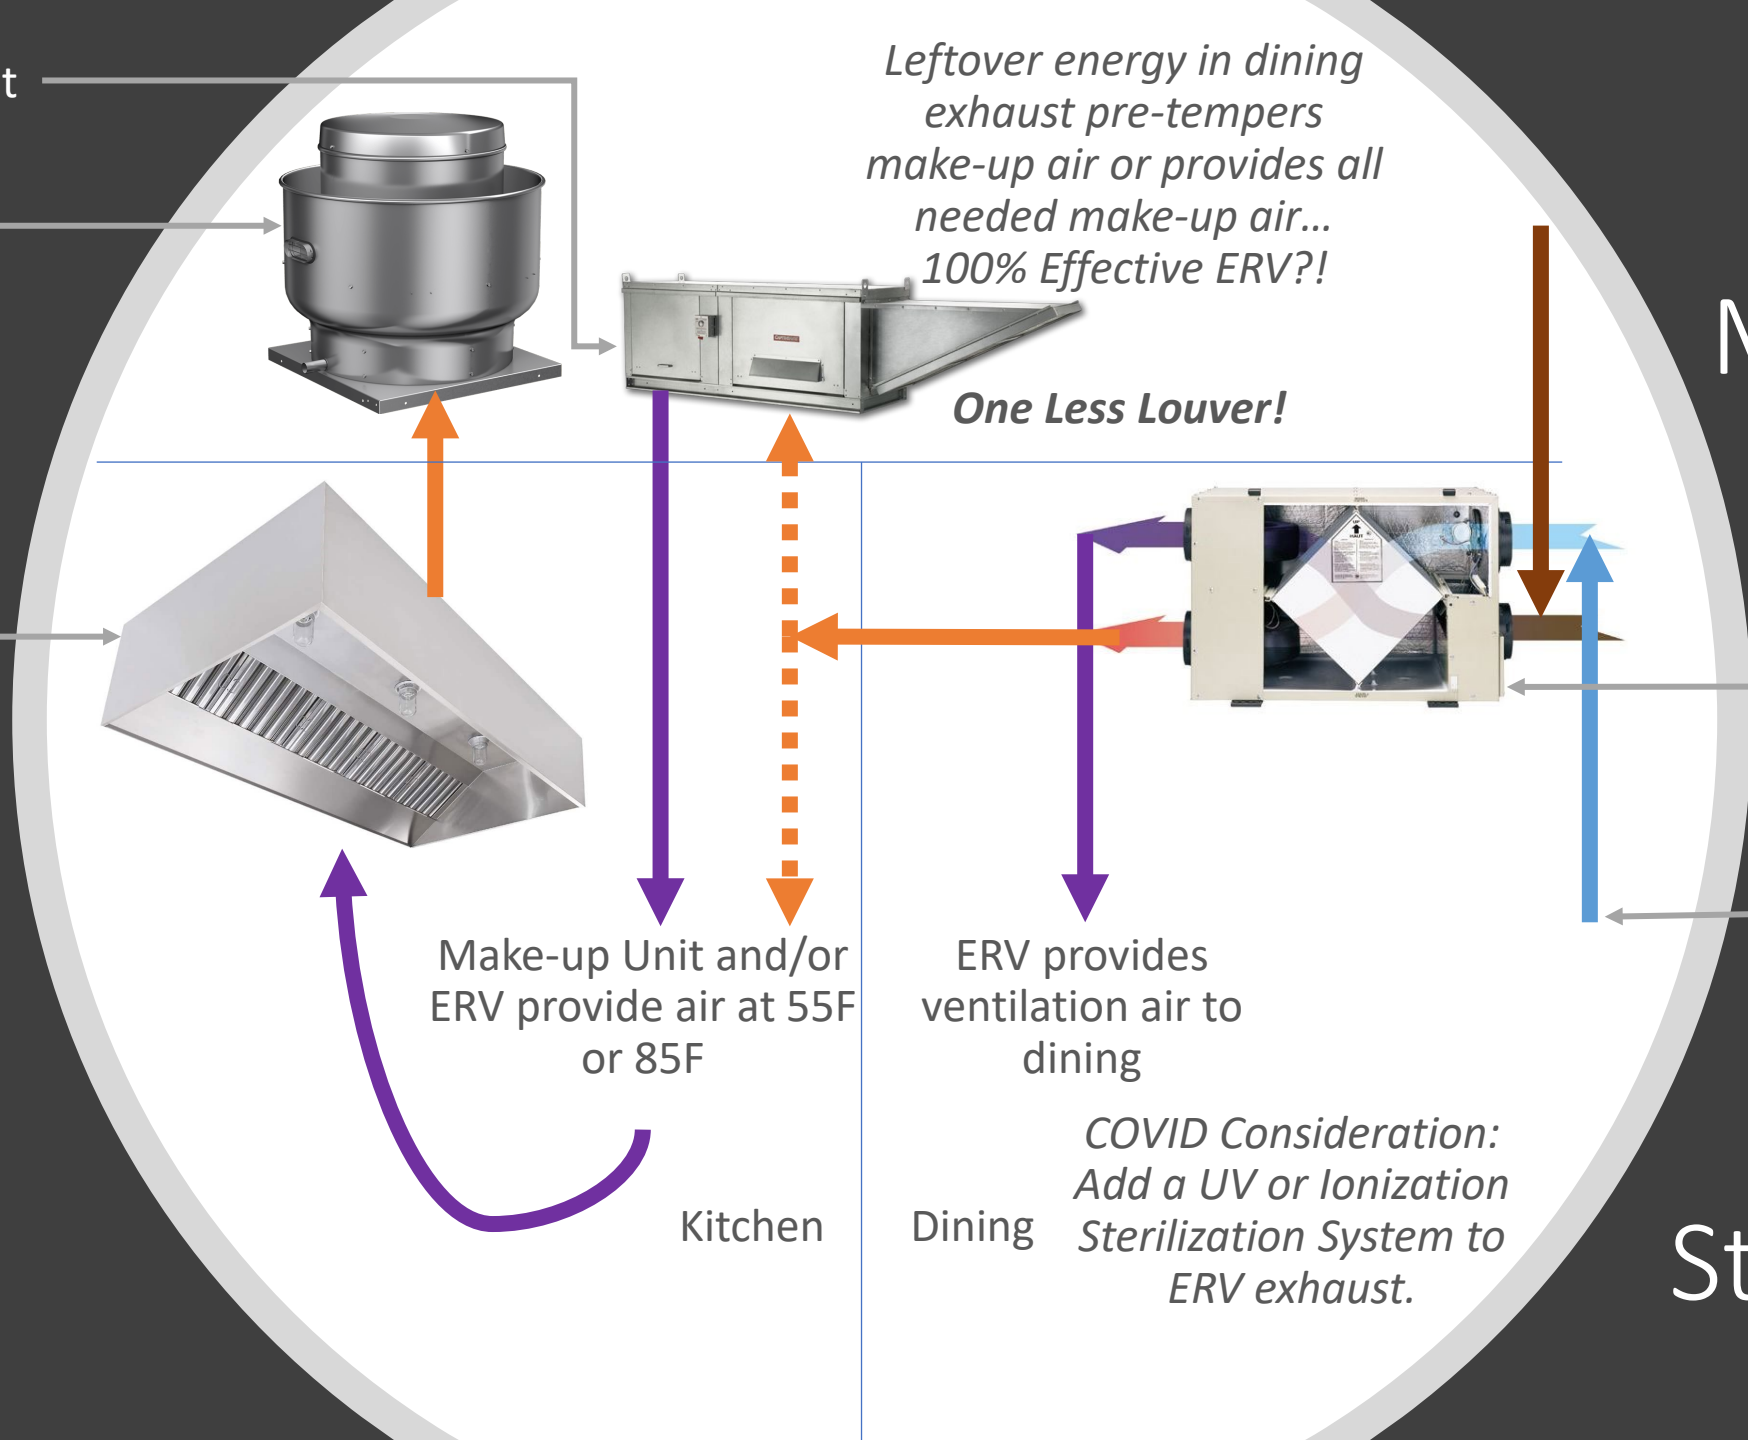 t
Leftover energy in dining
exhaust pre-tempers
make-up air or provides all
needed make-up air...
100% Effective ERV?!
One Less Louver!
Make-up Unit and/or
ERV provide air at 55F
or 85F
ERV provides
ventilation air to
dining
Kitchen
Dining
COVID Consideration:
Add a UV or Ionization
Sterilization System to
ERV exhaust.
St